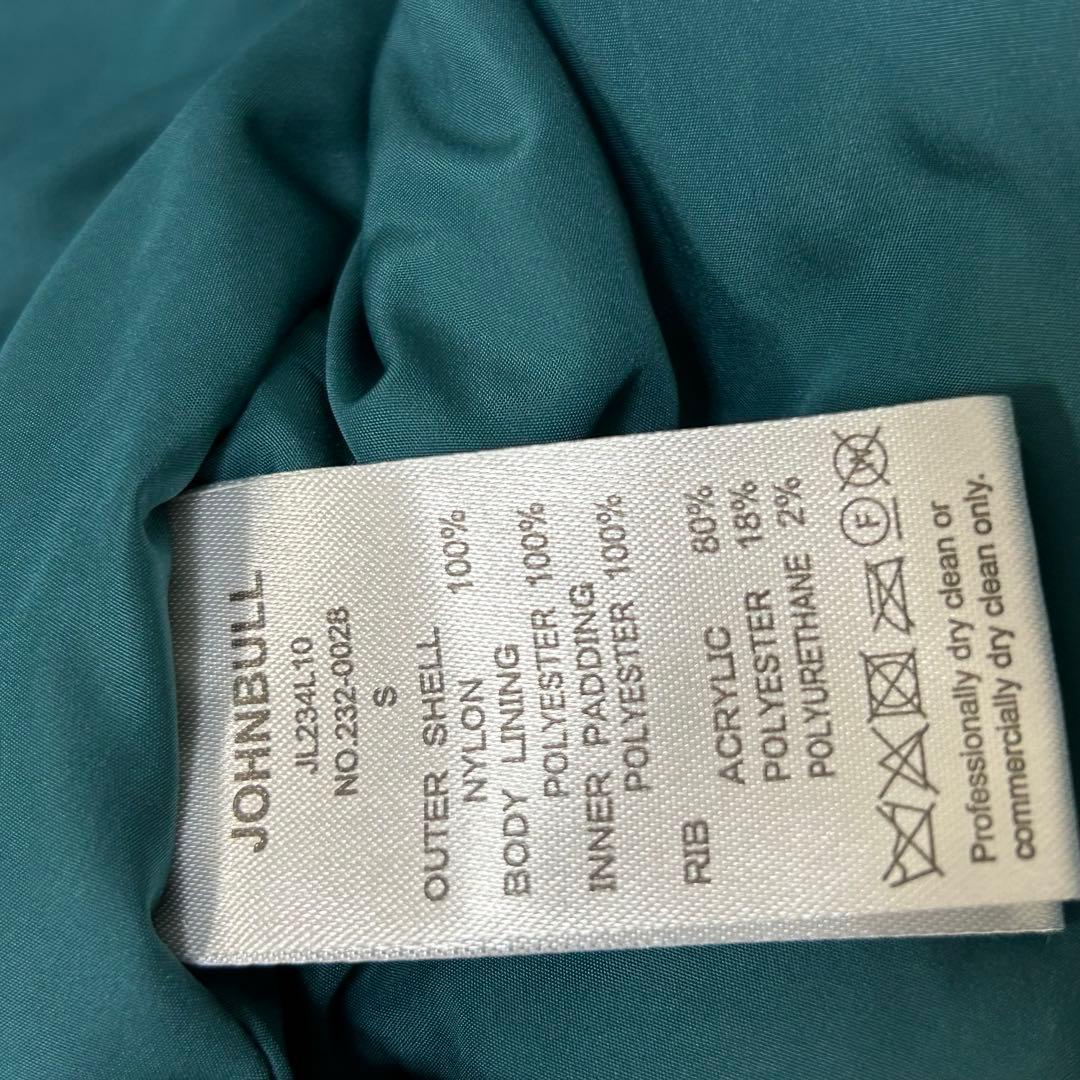 JOHNBULL
JL234L10
NO.232-0028
S
OUTER SHELL
NYLON 100%
BODY LINING
POLYESTER 100%
INNER PADDING
POLYESTER 100%
RIB
ACRYLIC 80%
POLYESTER 18%
POLYURETHANE 2%
F W
Professionally dry clean or
commercially dry clean only.